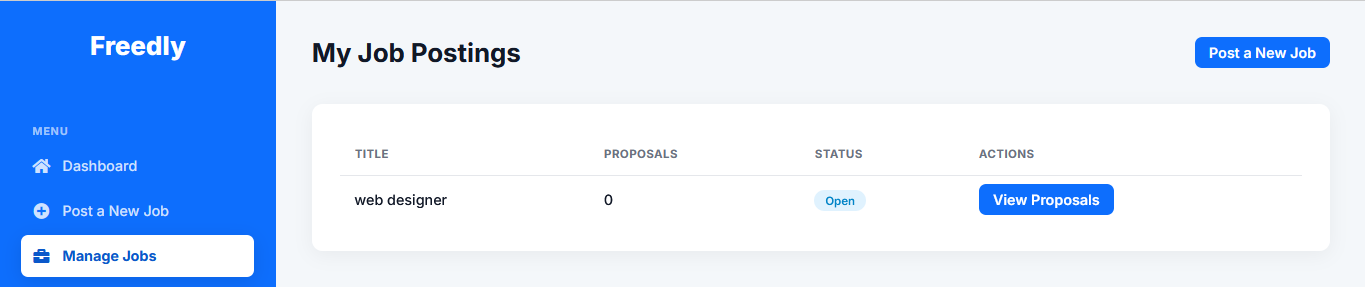 Freedly
MENU
Dashboard
Post a New Job
Manage Jobs
My Job Postings
Post a New Job
TITLE PROPOSALS STATUS ACTIONS
web designer 0 Open View Proposals